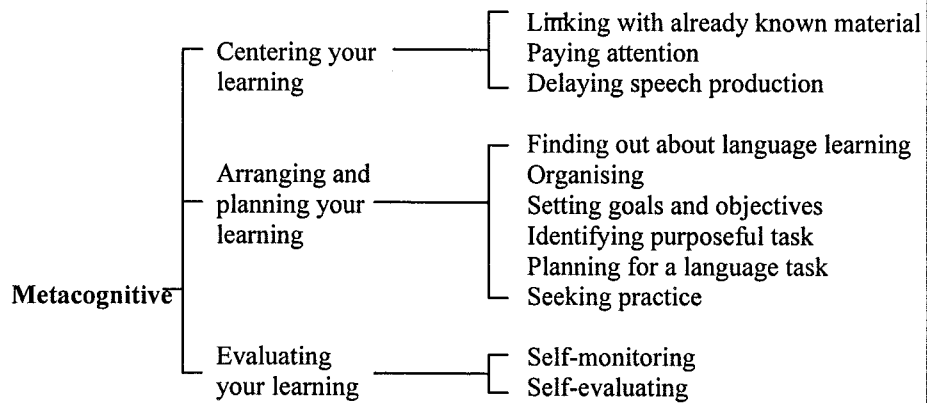 Linking with already known material
Centering your
learning
Paying attention
Delaying speech production
Finding out about language learning
Arranging and
planning your
learning
Organising
Setting goals and objectives
Identifying purposeful task
Planning for a language task
Seeking practice
Metacognitive
Evaluating
your learning
Self-monitoring
Self-evaluating